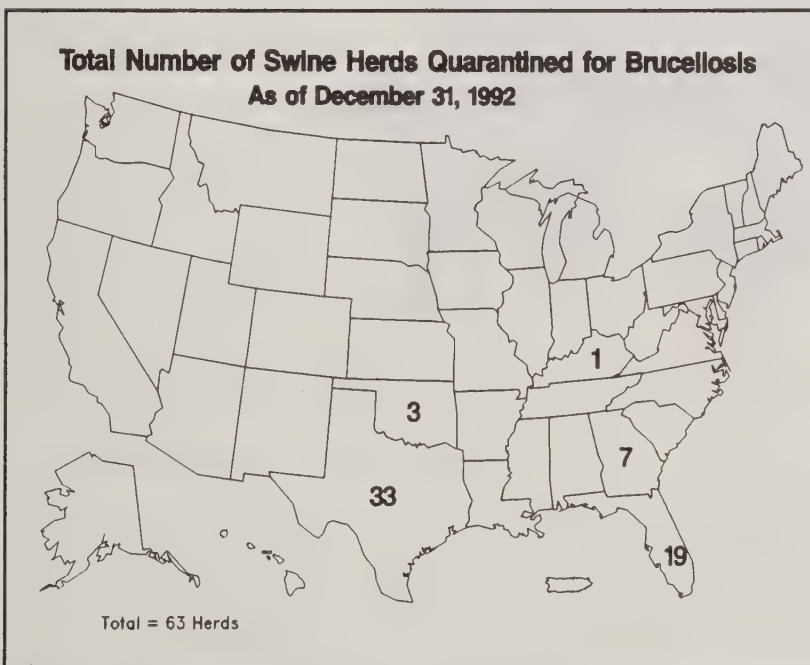 Total Number of Swine Herds Quarantined for Brucellosis
As of December 31, 1992
1
3
7
33
19
Total = 63 Herds